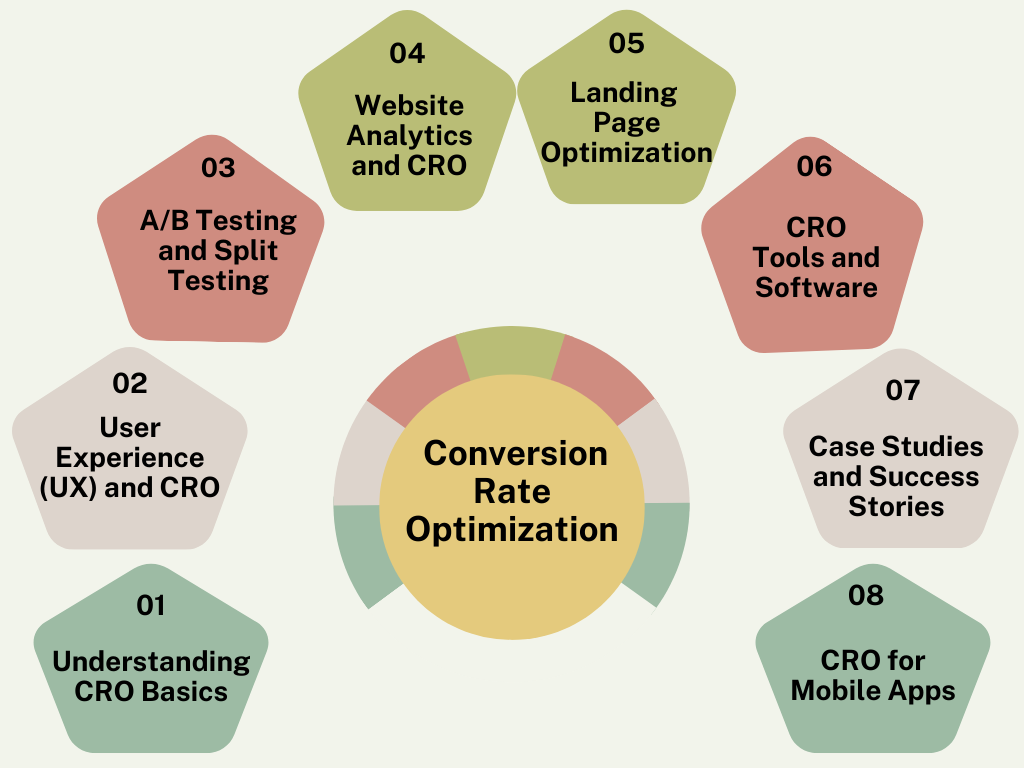 01
Understanding
CRO Basics
02
User
Experience
(UX) and CRO
03
A/B Testing
and Split
Testing
04
Website
Analytics
and CRO
05
Landing
Page
Optimization
06
CRO
Tools and
Software
07
Case Studies
and Success
Stories
08
CRO for
Mobile Apps
Conversion
Rate
Optimization